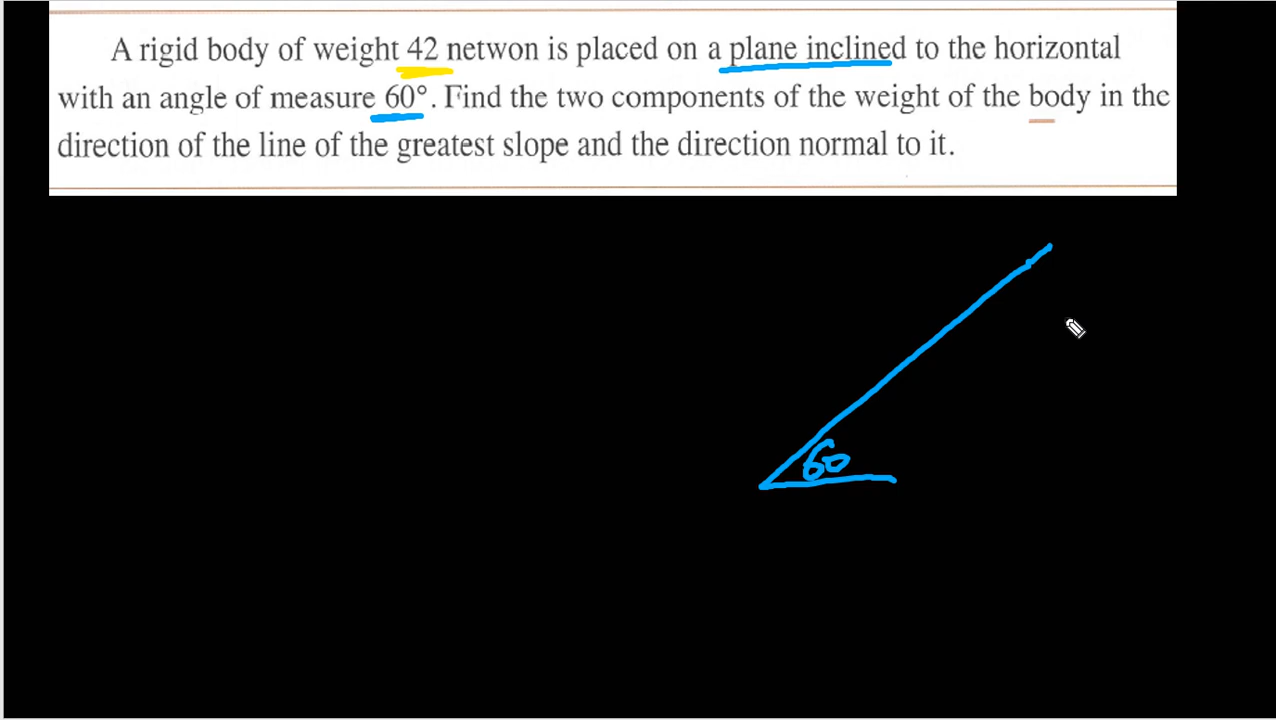 A rigid body of weight 42 netwon is placed on a plane inclined to the horizontal
with an angle of measure 60°. Find the two components of the weight of the body in the
direction of the line of the greatest slope and the direction normal to it.
60